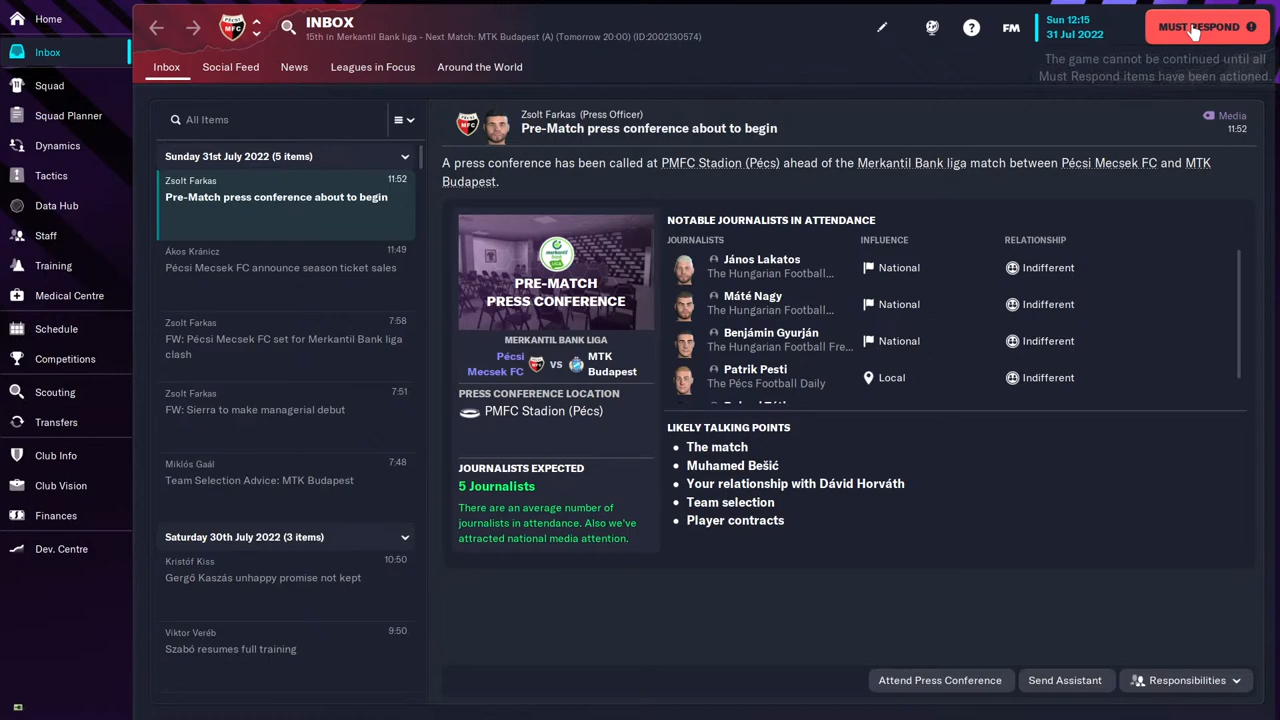 Home
Inbox
Squad
Squad Planner
Dynamics
Tactics
Data Hub
Staff
Training
Medical Centre
Schedule
Competitions
Scouting
Transfers
Club Info
Club Vision
Finances
Dev. Centre
INBOX
15th in Merkantil Bank liga - Next Match: MTK Budapest (A) (Tomorrow 20:00) (ID:2002130574)
FM
Sun 12:15
31 Jul 2022
MUST RESPOND
The game cannot be continued until all
Must Respond items have been actioned.
Inbox
Social Feed
News
Leagues in Focus
Around the World
All Items
Sunday 31st July 2022 (5 items)
Zsolt Farkas 11:52
Pre-Match press conference about to begin
Ákos Kránicz 11:49
Pécsi Mecsek FC announce season ticket sales
Zsolt Farkas 7:58
FW: Pécsi Mecsek FC set for Merkantil Bank liga
clash
Zsolt Farkas 7:51
FW: Sierra to make managerial debut
Miklós Gaál 7:48
Team Selection Advice: MTK Budapest
Saturday 30th July 2022 (3 items)
Kristóf Kiss 10:50
Gergő Kaszás unhappy promise not kept
Viktor Veréb 9:50
Szabó resumes full training
Zsolt Farkas (Press Officer)
Pre-Match press conference about to begin
Media
11:52
A press conference has been called at PMFC Stadion (Pécs) ahead of the Merkantil Bank liga match between Pécsi Mecsek FC and MTK
Budapest.
PRE-MATCH
PRESS CONFERENCE
MERKANTIL BANK LIGA
Pécsi
Mecsek FC
VS
MTK
Budapest
PRESS CONFERENCE LOCATION
PMFC Stadion (Pécs)
JOURNALISTS EXPECTED
5 Journalists
There are an average number of
journalists in attendance. Also we've
attracted national media attention.
NOTABLE JOURNALISTS IN ATTENDANCE
JOURNALISTS INFLUENCE RELATIONSHIP
János Lakatos
The Hungarian Football...
National
Indifferent
Máté Nagy
The Hungarian Football...
National
Indifferent
Benjámin Gyurján
The Hungarian Football Fre...
National
Indifferent
Patrik Pesti
The Pécs Football Daily
Local
Indifferent
LIKELY TALKING POINTS
• The match
• Muhamed Bešić
• Your relationship with Dávid Horváth
• Team selection
• Player contracts
Attend Press Conference
Send Assistant
Responsibilities